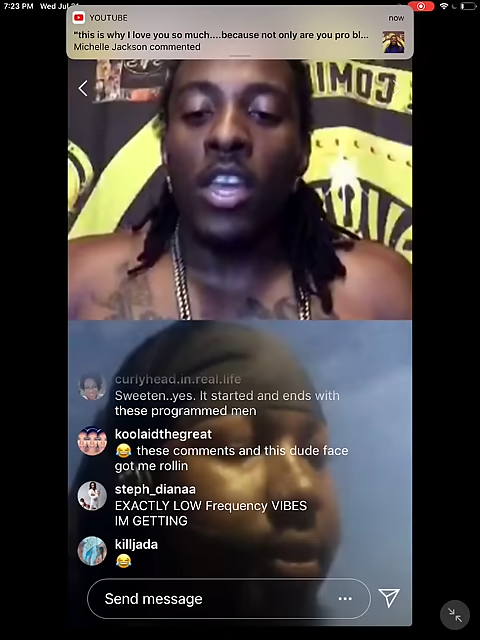 7:23 PM Wed Jul
YOUTUBE
now
"this is why I love you so much....because not only are you pro bl...
Michelle Jackson commented
curlyhead.in.real.life
Sweeten..yes. It started and ends with
these programmed men
koolaidthegreat
😂 these comments and this dude face
got me rollin
steph_dianaa
EXACTLY LOW Frequency VIBES
IM GETTING
killjada
😂
Send message